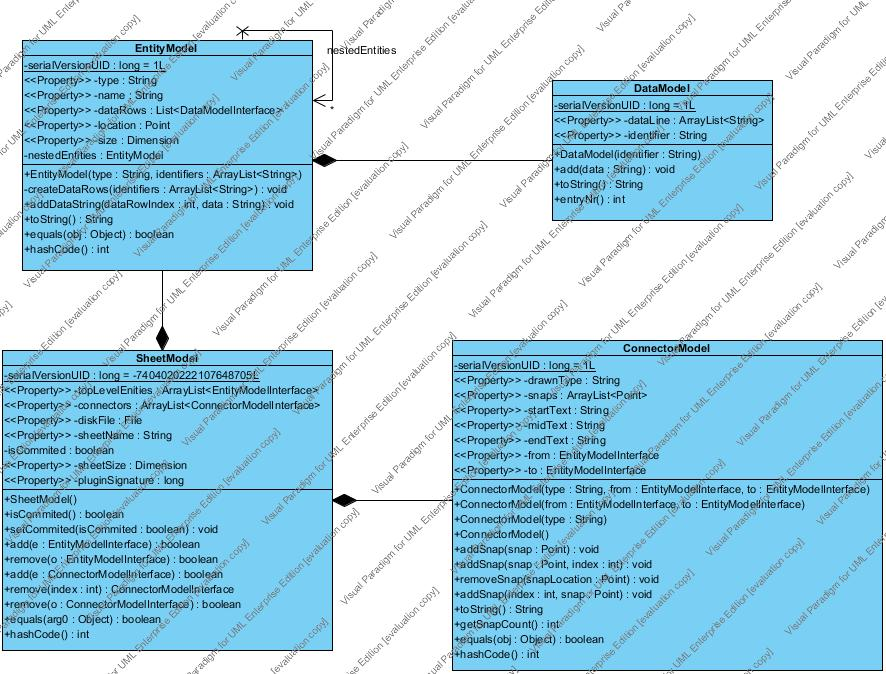 EntityModel
-serialVersionUID : long = 1L
<<Property>> -type : String
<<Property>> -name : String
<<Property>> -dataRows : List<DataModelInterface>
<<Property>> -location : Point
<<Property>> -size : Dimension
-nestedEntities : EntityModel
+EntityModel(type : String, identifiers : ArrayList<String>)
-createDataRows(identifiers : ArrayList<String>) : void
+addDataString(dataRowIndex : int, data : String) : void
+toString() : String
+equals(obj : Object) : boolean
+hashCode() : int
nestedEntities
*
DataModel
-serialVersionUID : long = 1L
<<Property>> -dataLine : ArrayList<String>
<<Property>> -identifier : String
+DataModel(identifier : String)
+add(data : String) : void
+toString() : String
+entryNr() : int
SheetModel
-serialVersionUID : long = -7404020222107648705L
<<Property>> -topLevelEnities : ArrayList<EntityModelInterface>
<<Property>> -connectors : ArrayList<ConnectorModelInterface>
<<Property>> -diskFile : File
<<Property>> -sheetName : String
-isCommited : boolean
<<Property>> -sheetSize : Dimension
<<Property>> -pluginSignature : long
+SheetModel()
+isCommited() : boolean
+setCommited(isCommited : boolean) : void
+add(e : EntityModelInterface) : boolean
+remove(o : EntityModelInterface) : boolean
+add(e : ConnectorModelInterface) : boolean
+remove(index : int) : ConnectorModelInterface
+remove(o : ConnectorModelInterface) : boolean
+equals(arg0 : Object) : boolean
+hashCode() : int
ConnectorModel
-serialVersionUID : long = 1L
<<Property>> -drawnType : String
<<Property>> -snaps : ArrayList<Point>
<<Property>> -startText : String
<<Property>> -midText : String
<<Property>> -endText : String
<<Property>> -from : EntityModelInterface
<<Property>> -to : EntityModelInterface
+ConnectorModel(type : String, from : EntityModelInterface, to : EntityModelInterface)
+ConnectorModel(from : EntityModelInterface, to : EntityModelInterface)
+ConnectorModel(type : String)
+ConnectorModel()
+addSnap(snap : Point) : void
+addSnap(snap : Point, index : int) : void
+removeSnap(snapLocation : Point) : void
+addSnap(index : int, snap : Point) : void
+toString() : String
+getSnapCount() : int
+equals(obj : Object) : boolean
+hashCode() : int
Visual Paradigm for UML Enterprise Edition [evaluation copy]